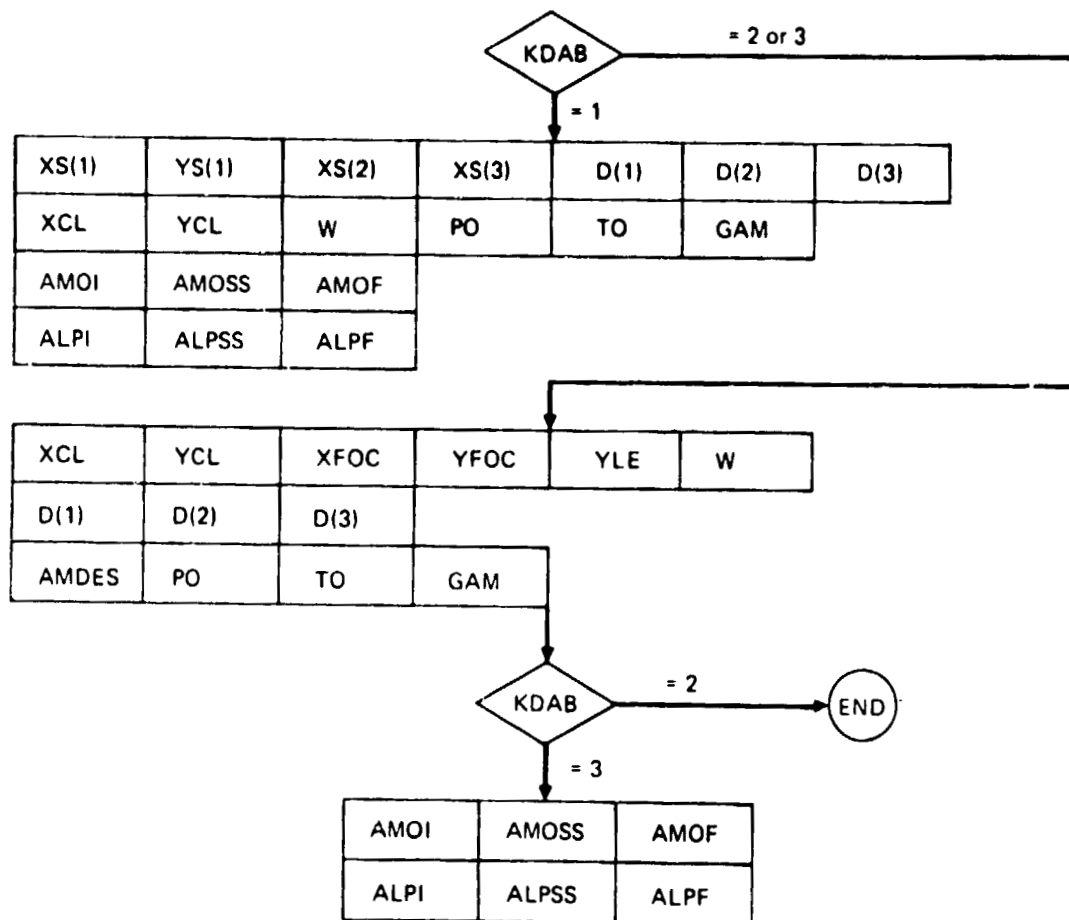 = 2 or 3
KDAB
= 1
XS(1) YS(1) XS(2) XS(3) D(1) D(2) D(3)
XCL YCL W PO TO GAM
AMOI AMOSS AMOF
ALPI ALPSS ALPF
XCL YCL XFOC YFOC YLE W
D(1) D(2) D(3)
AMDES PO TO GAM
KDAB
= 2
END
= 3
AMOI AMOSS AMOF
ALPI ALPSS ALPF